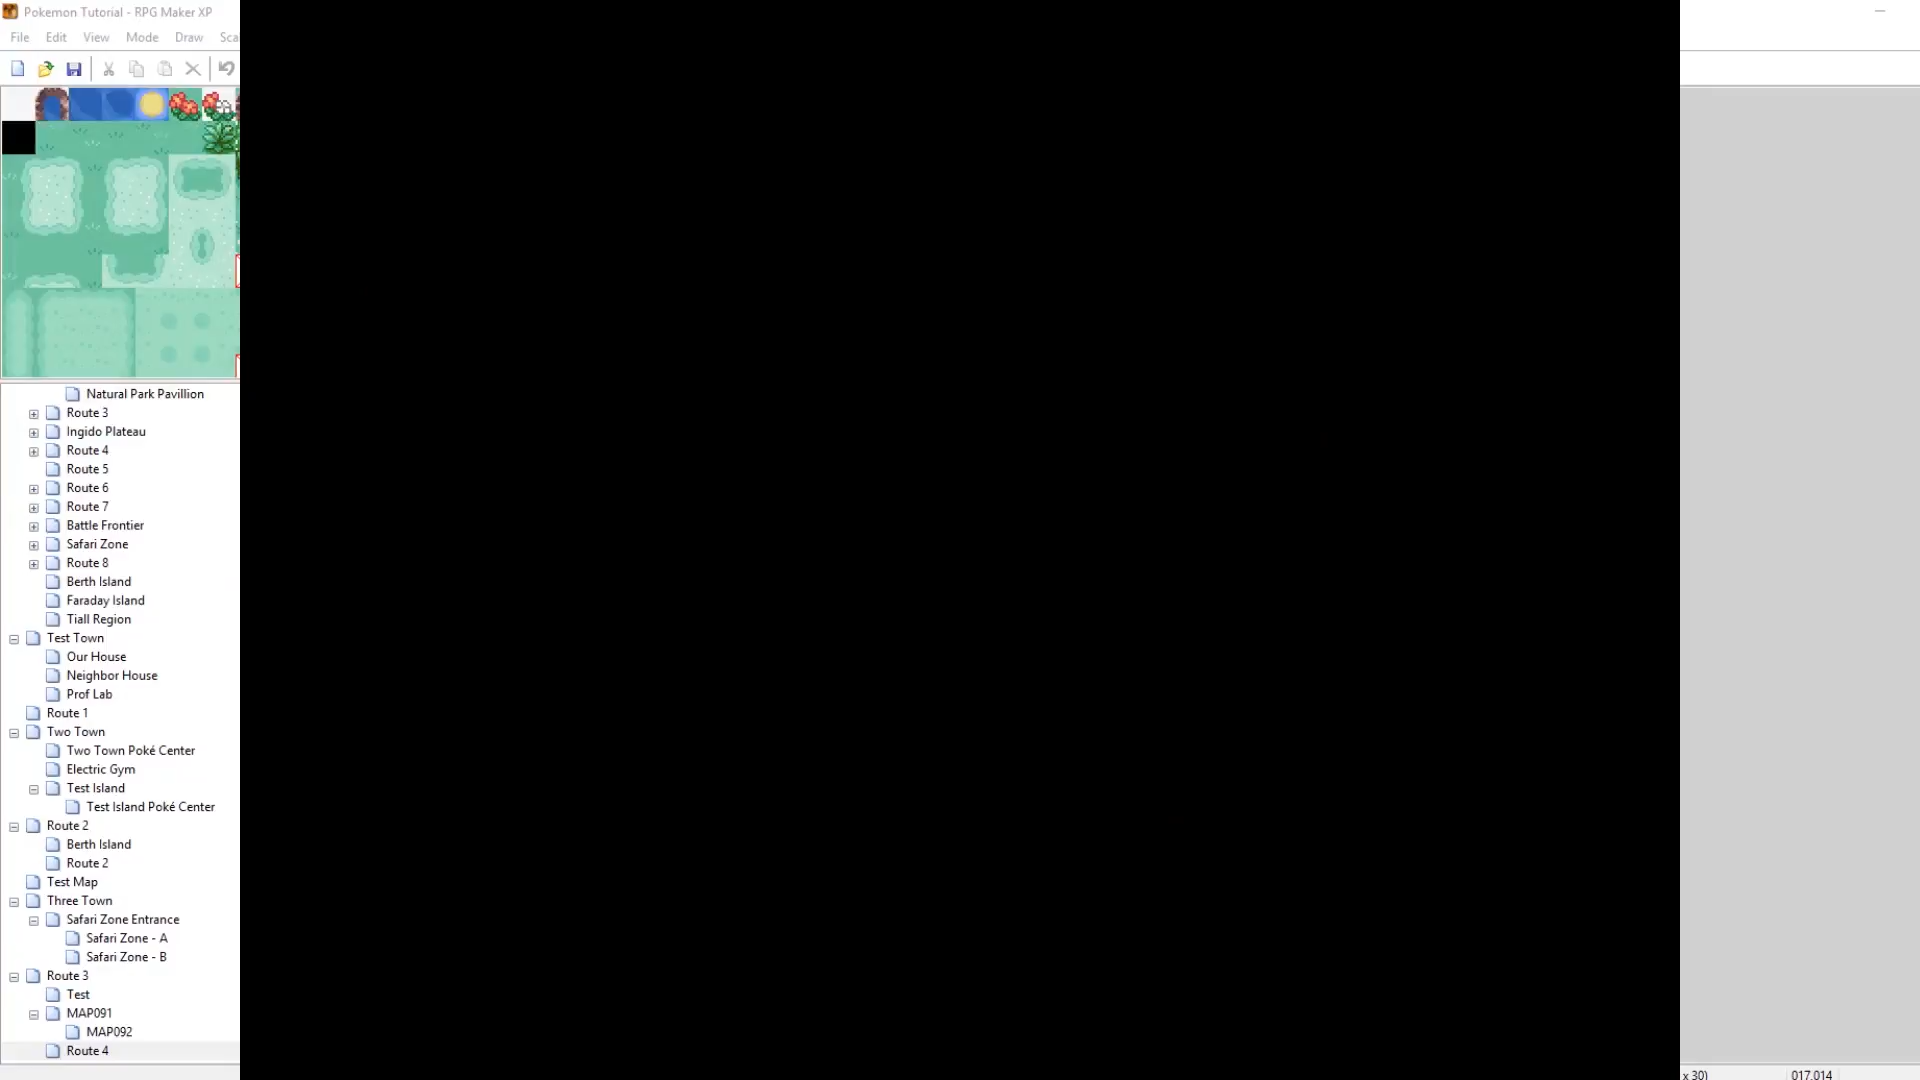 Pokemon Tutorial - RPG Maker XP
File Edit View Mode Draw Sca
Natural Park Pavillion
Route 3
Ingido Plateau
Route 4
Route 5
Route 6
Route 7
Battle Frontier
Safari Zone
Route 8
Berth Island
Faraday Island
Tiall Region
Test Town
Our House
Neighbor House
Prof Lab
Route 1
Two Town
Two Town Poké Center
Electric Gym
Test Island
Test Island Poké Center
Route 2
Berth Island
Route 2
Test Map
Three Town
Safari Zone Entrance
Safari Zone - A
Safari Zone - B
Route 3
Test
MAP091
MAP092
Route 4
x 30) 017.014